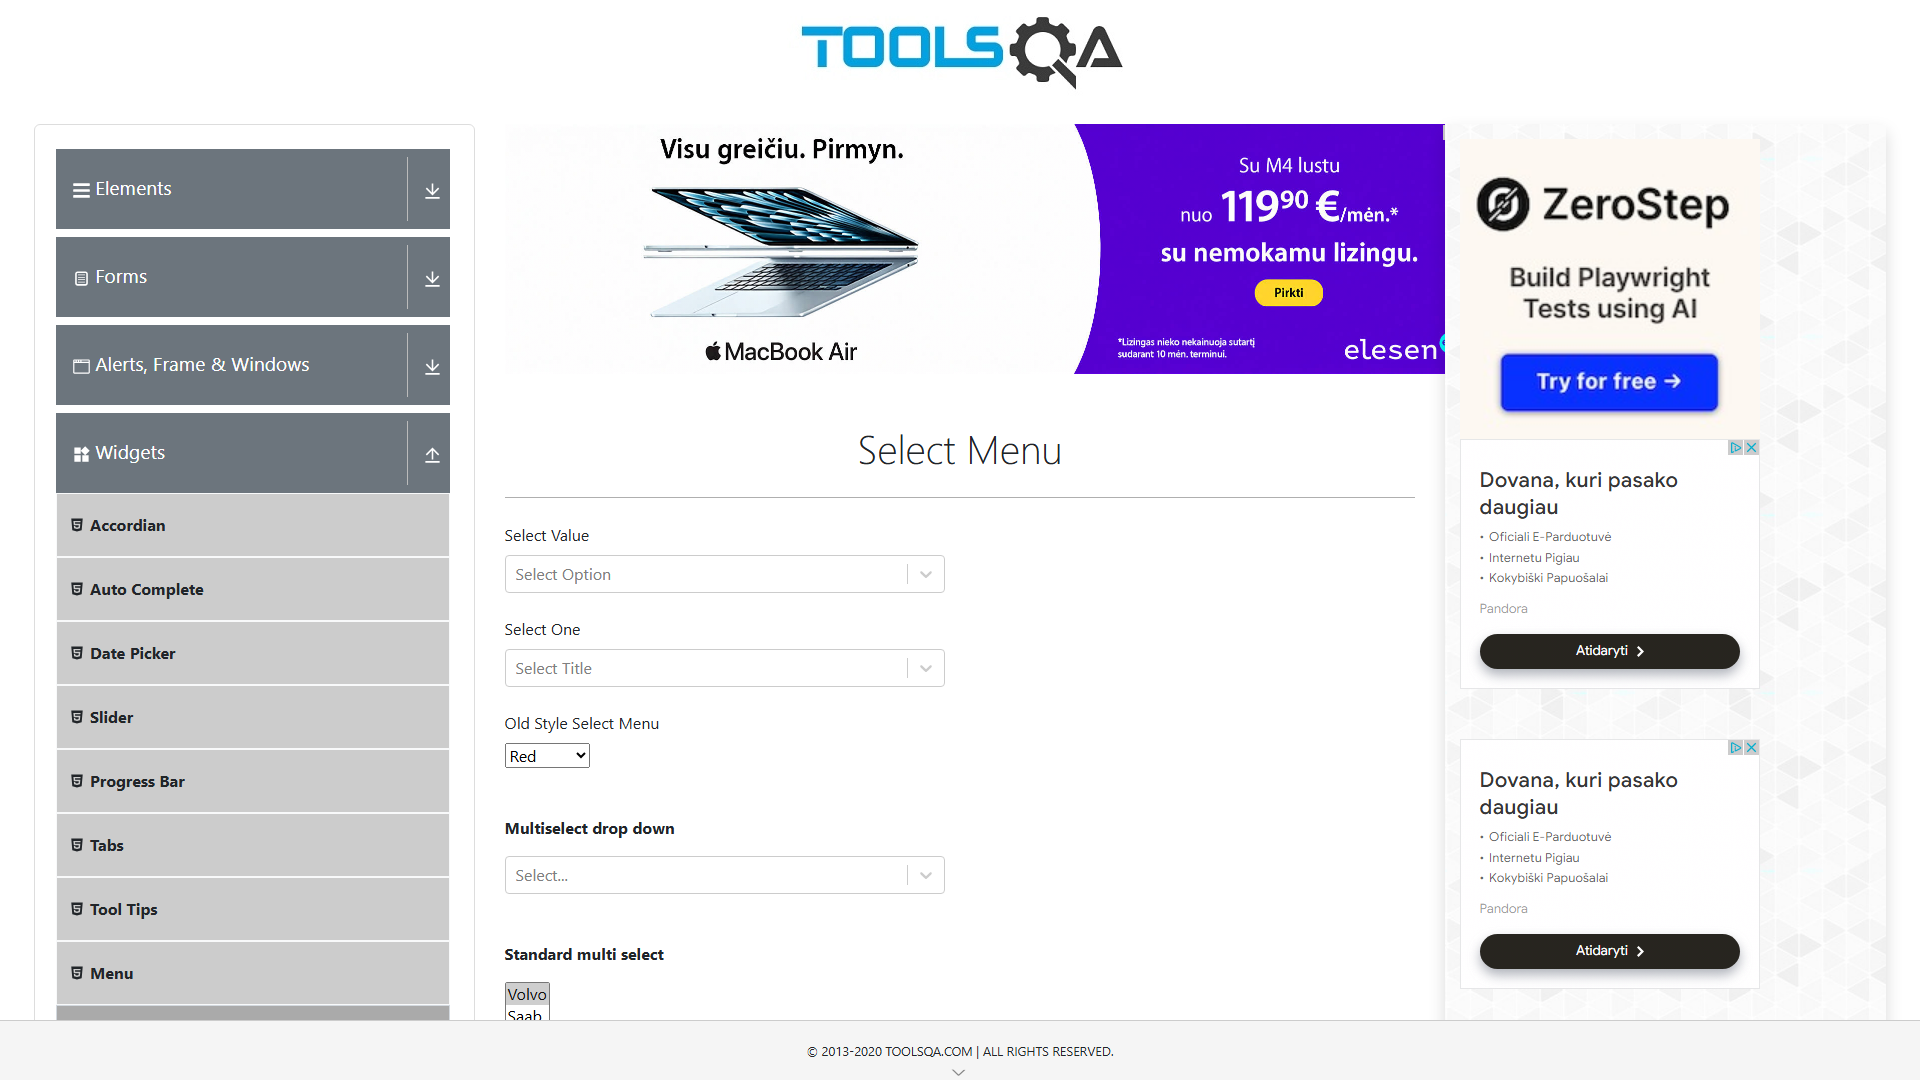 TOOLSQA
Elements
Forms
Alerts, Frame & Windows
Widgets
Accordian
Auto Complete
Date Picker
Slider
Progress Bar
Tabs
Tool Tips
Menu
Visu greičiu. Pirmyn.
MacBook Air
Su M4 lustu
nuo 119⁹⁰ €/mėn.*
su nemokamu lizingu.
Pirkti
*Lizingas nieko nekainuoja sutartį
sudarant 10 mėn. terminui.
elesen
Select Menu
Select Value
Select Option
Select One
Select Title
Old Style Select Menu
Red
Multiselect drop down
Select...
Standard multi select
Volvo
Saab
ZeroStep
Build Playwright
Tests using AI
Try for free →
Dovana, kuri pasako
daugiau
• Oficiali E-Parduotuvė
• Internetu Pigiau
• Kokybiški Papuošalai
Pandora
Atidaryti
Dovana, kuri pasako
daugiau
• Oficiali E-Parduotuvė
• Internetu Pigiau
• Kokybiški Papuošalai
Pandora
Atidaryti
© 2013-2020 TOOLSQA.COM | ALL RIGHTS RESERVED.